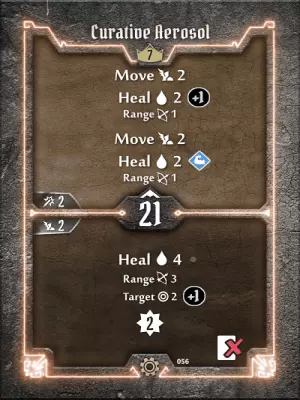 Curative Aerosol
7
Move 2
Heal 2 +1
Range 1
Move 2
Heal 2
Range 1
2
21
2
Heal 4
Range 3
Target 2 +1
2
056